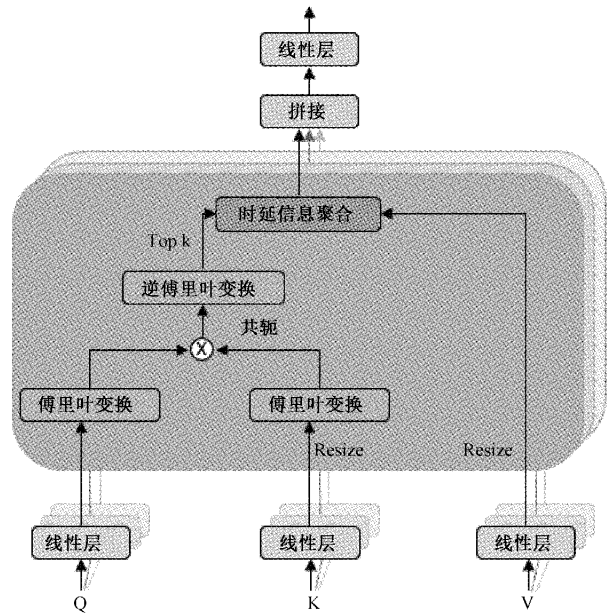 线性层
拼接
时延信息聚合
Top k
逆傅里叶变换
共轭
X
傅里叶变换 傅里叶变换
Resize Resize
线性层 线性层 线性层
Q K V